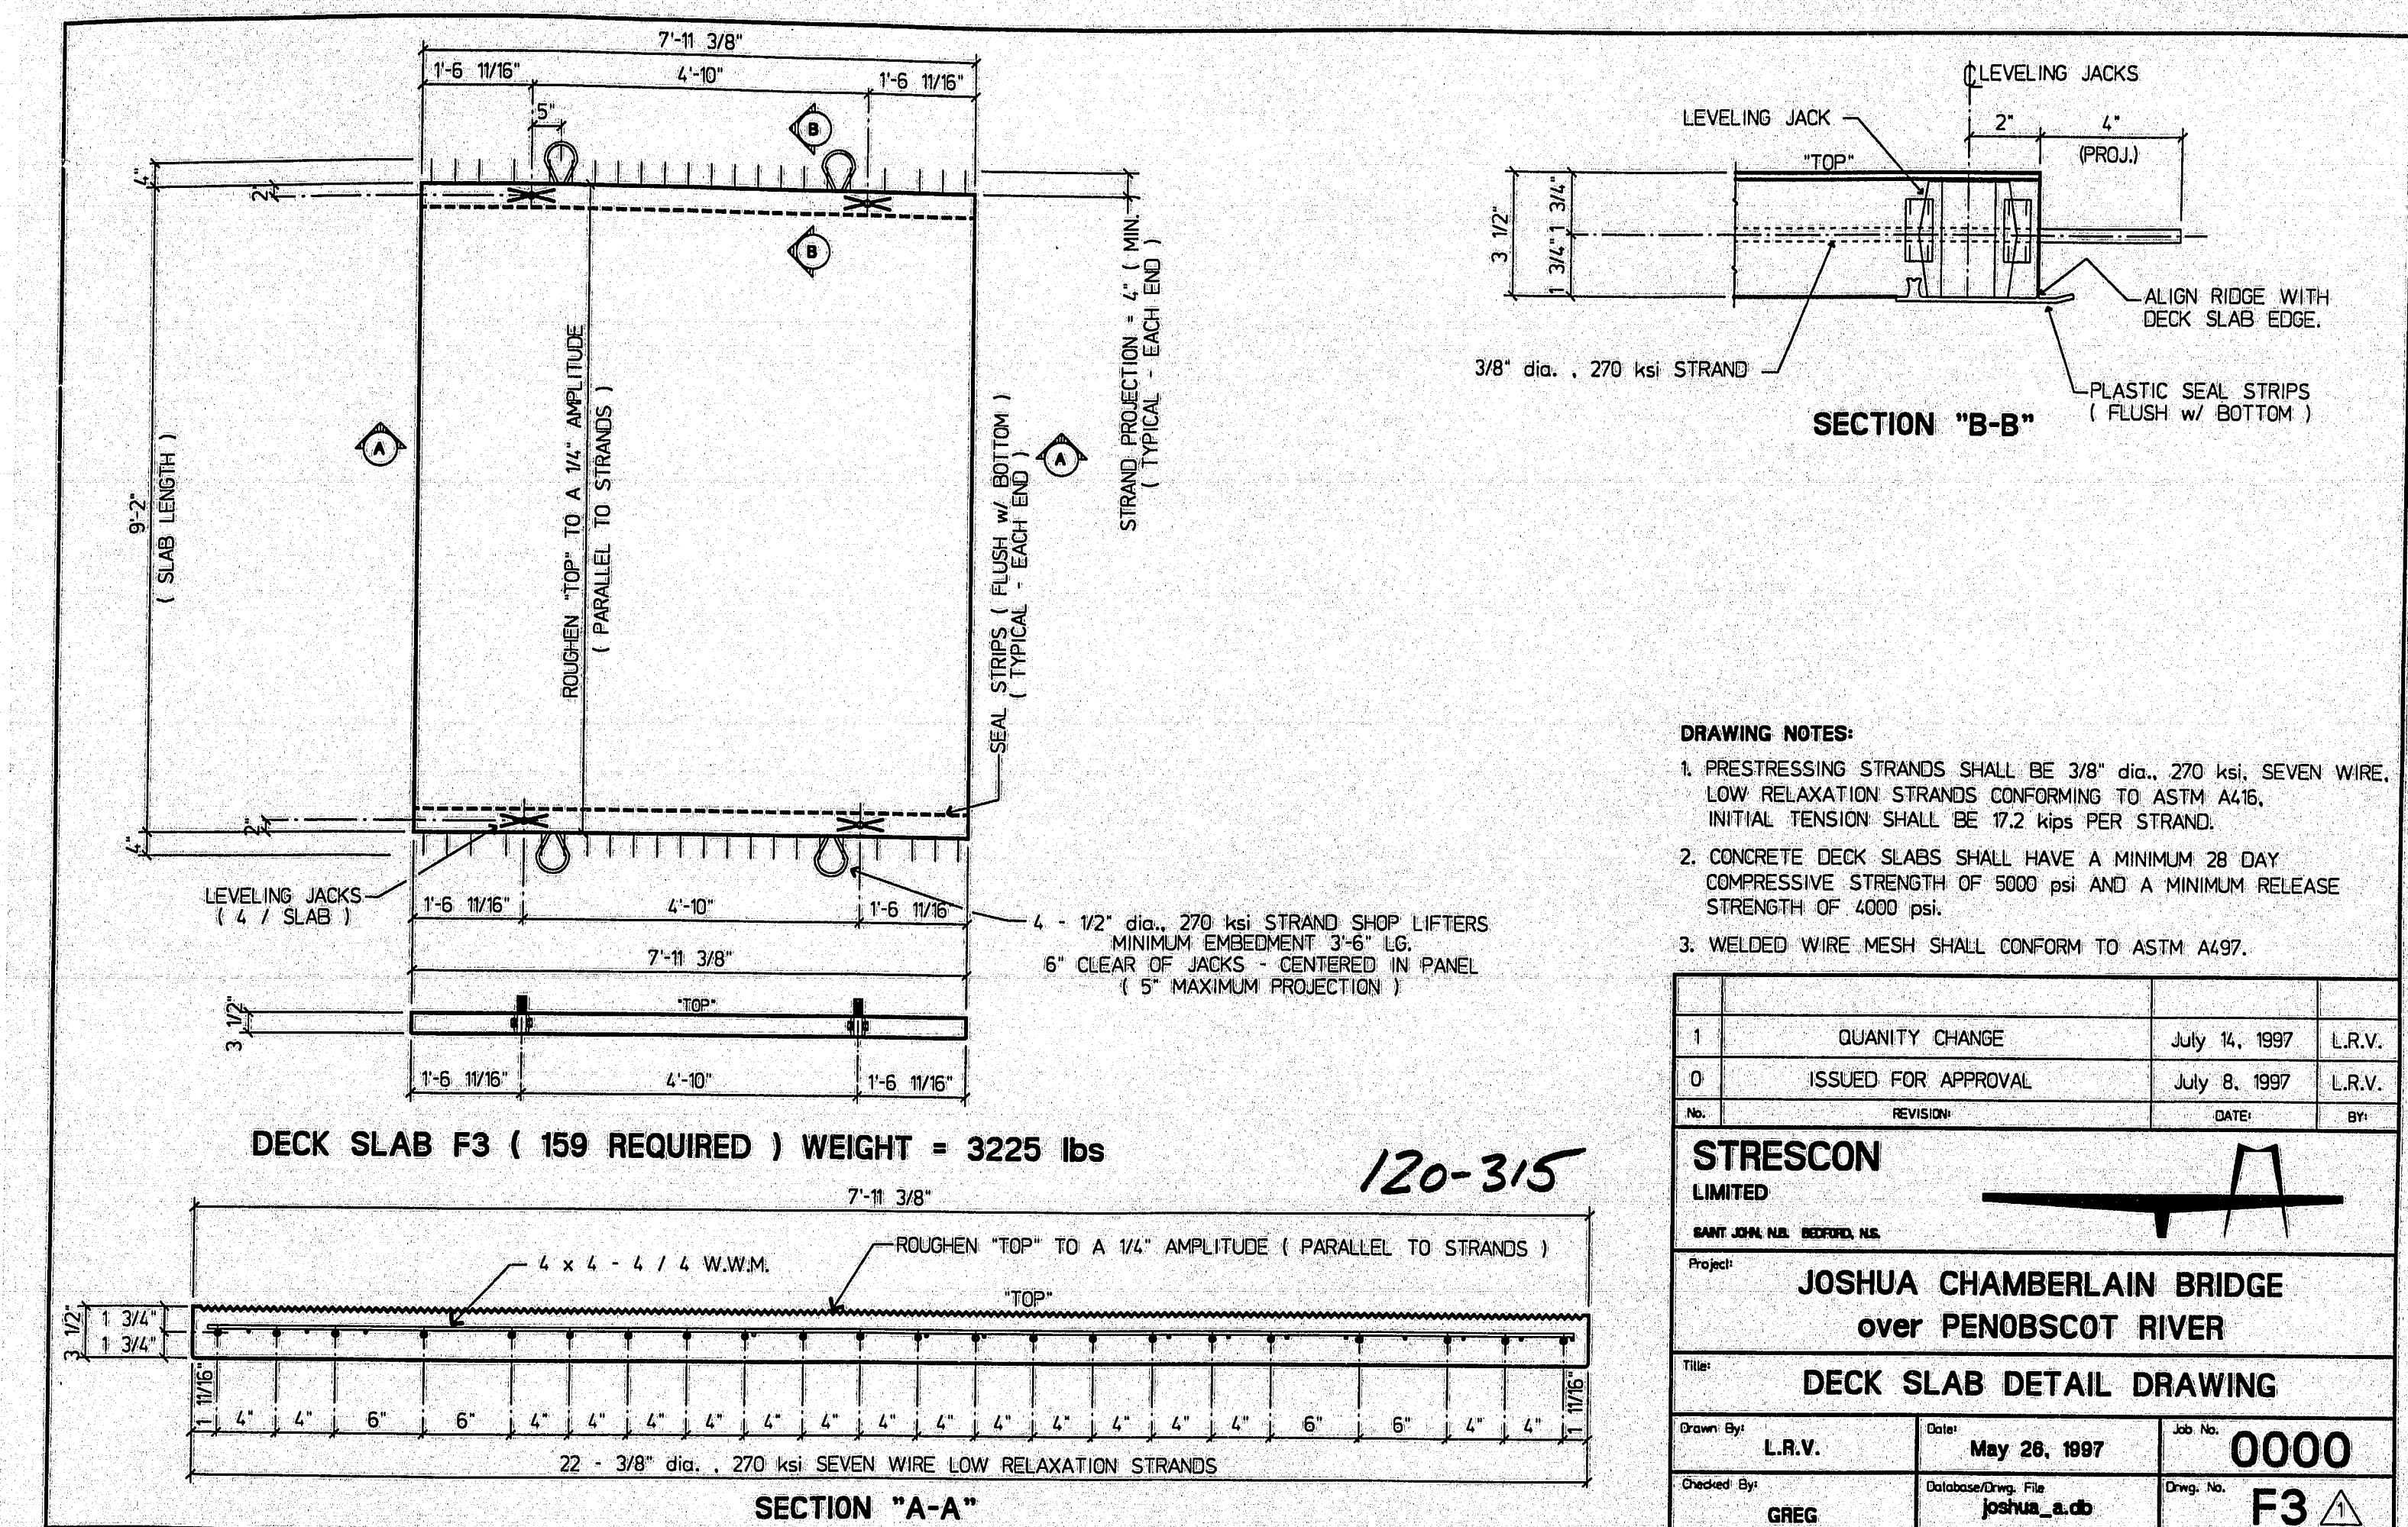 7'-11 3/8"
1'-6 11/16"
4'-10"
1'-6 11/16"
5"
B
B
4"
2"
9'-2"
( SLAB LENGTH )
A
A
ROUGHEN "TOP" TO A 1/4" AMPLITUDE
( PARALLEL TO STRANDS )
SEAL STRIPS ( FLUSH w/ BOTTOM )
( TYPICAL - EACH END )
STRAND PROJECTION = 4" ( MIN. )
( TYPICAL - EACH END )
2"
4"
LEVELING JACKS
( 4 / SLAB )
1'-6 11/16"
4'-10"
1'-6 11/16"
7'-11 3/8"
4 - 1/2" dia., 270 ksi STRAND SHOP LIFTERS
MINIMUM EMBEDMENT 3'-6" LG.
6" CLEAR OF JACKS - CENTERED IN PANEL
( 5" MAXIMUM PROJECTION )
3 1/2"
"TOP"
1'-6 11/16"
4'-10"
1'-6 11/16"
DECK SLAB F3 ( 159 REQUIRED ) WEIGHT = 3225 lbs
120-315
7'-11 3/8"
ROUGHEN "TOP" TO A 1/4" AMPLITUDE ( PARALLEL TO STRANDS )
4 x 4 - 4 / 4 W.W.M.
"TOP"
3 1/2"
1 3/4"
1 3/4"
1 11/16" 4" 4" 6" 6" 4" 4" 4" 4" 4" 4" 4" 4" 4" 4" 4" 4" 4" 6" 6" 4" 4" 1 11/16"
22 - 3/8" dia. , 270 ksi SEVEN WIRE LOW RELAXATION STRANDS
SECTION "A-A"
℄ LEVELING JACKS
LEVELING JACK
2"
4"
(PROJ.)
"TOP"
3 1/2"
1 3/4"
1 3/4"
ALIGN RIDGE WITH
DECK SLAB EDGE.
3/8" dia. , 270 ksi STRAND
PLASTIC SEAL STRIPS
( FLUSH w/ BOTTOM )
SECTION "B-B"
DRAWING NOTES:
1. PRESTRESSING STRANDS SHALL BE 3/8" dia., 270 ksi, SEVEN WIRE,
LOW RELAXATION STRANDS CONFORMING TO ASTM A416.
INITIAL TENSION SHALL BE 17.2 kips PER STRAND.
2. CONCRETE DECK SLABS SHALL HAVE A MINIMUM 28 DAY
COMPRESSIVE STRENGTH OF 5000 psi AND A MINIMUM RELEASE
STRENGTH OF 4000 psi.
3. WELDED WIRE MESH SHALL CONFORM TO ASTM A497.
1 QUANITY CHANGE July 14, 1997 L.R.V.
0 ISSUED FOR APPROVAL July 8, 1997 L.R.V.
No. REVISION: DATE: BY:
STRESCON
LIMITED
SAINT JOHN, N.B. BEDFORD, N.S.
Project:
JOSHUA CHAMBERLAIN BRIDGE
over PENOBSCOT RIVER
Title:
DECK SLAB DETAIL DRAWING
Drawn By:
L.R.V.
Date:
May 26, 1997
Job No.
0000
Checked By:
GREG
Database/Drwg. File
joshua_a.db
Drwg. No.
F3 1